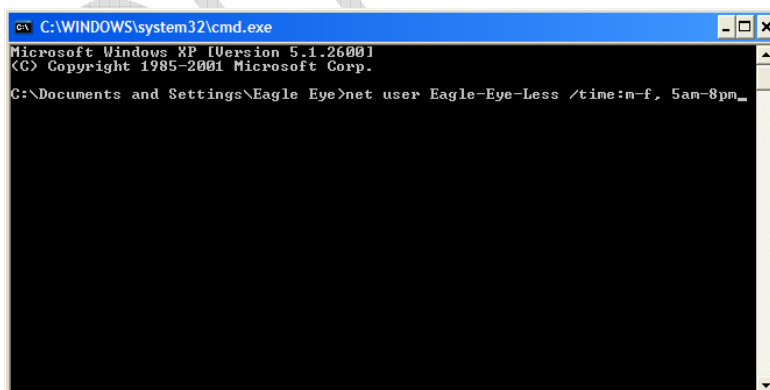 C:\WINDOWS\system32\cmd.exe
Microsoft Windows XP [Version 5.1.2600]
(C) Copyright 1985-2001 Microsoft Corp.
C:\Documents and Settings\Eagle Eye>net user Eagle-Eye-Less /time:m-f, 5am-8pm_